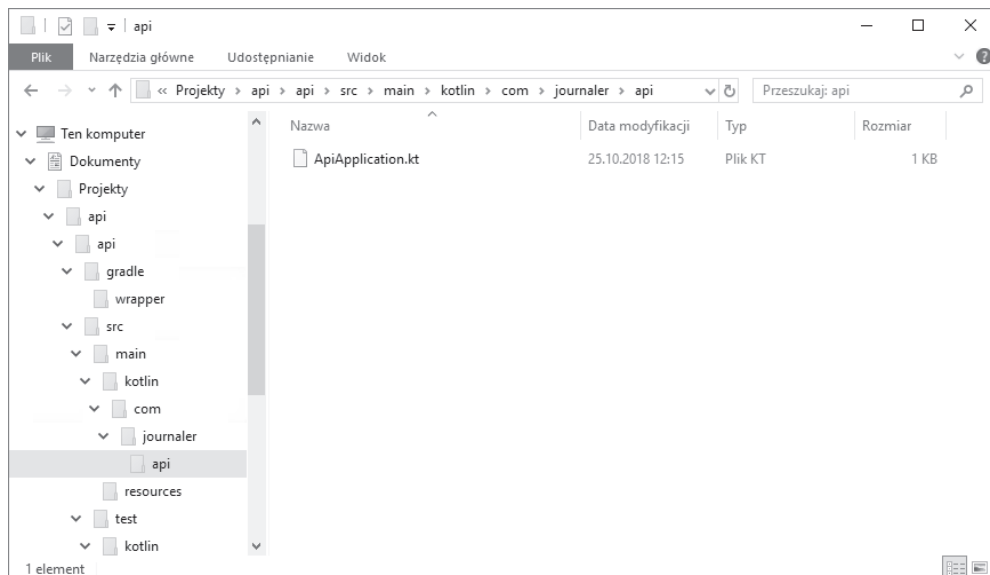 api
Plik Narzędzia główne Udostępnianie Widok
« Projekty > api > api > src > main > kotlin > com > journaler > api Przeszukaj: api
Ten komputer
Dokumenty
Projekty
api
api
gradle
wrapper
src
main
kotlin
com
journaler
api
resources
test
kotlin
Nazwa Data modyfikacji Typ Rozmiar
ApiApplication.kt 25.10.2018 12:15 Plik KT 1 KB
1 element